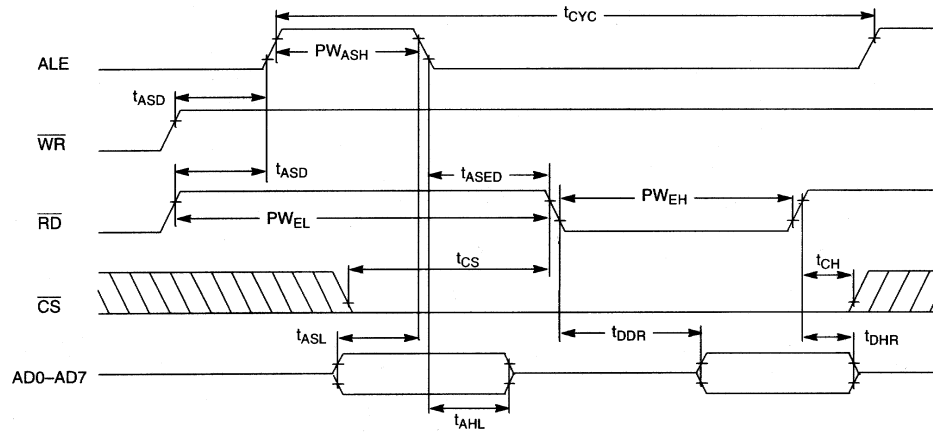 tCYC
ALE
PWASH
tASD
WR
tASD
tASED
RD
PWEL
PWEH
tCS
tCH
CS
tASL
tDDR
tDHR
AD0–AD7
tAHL